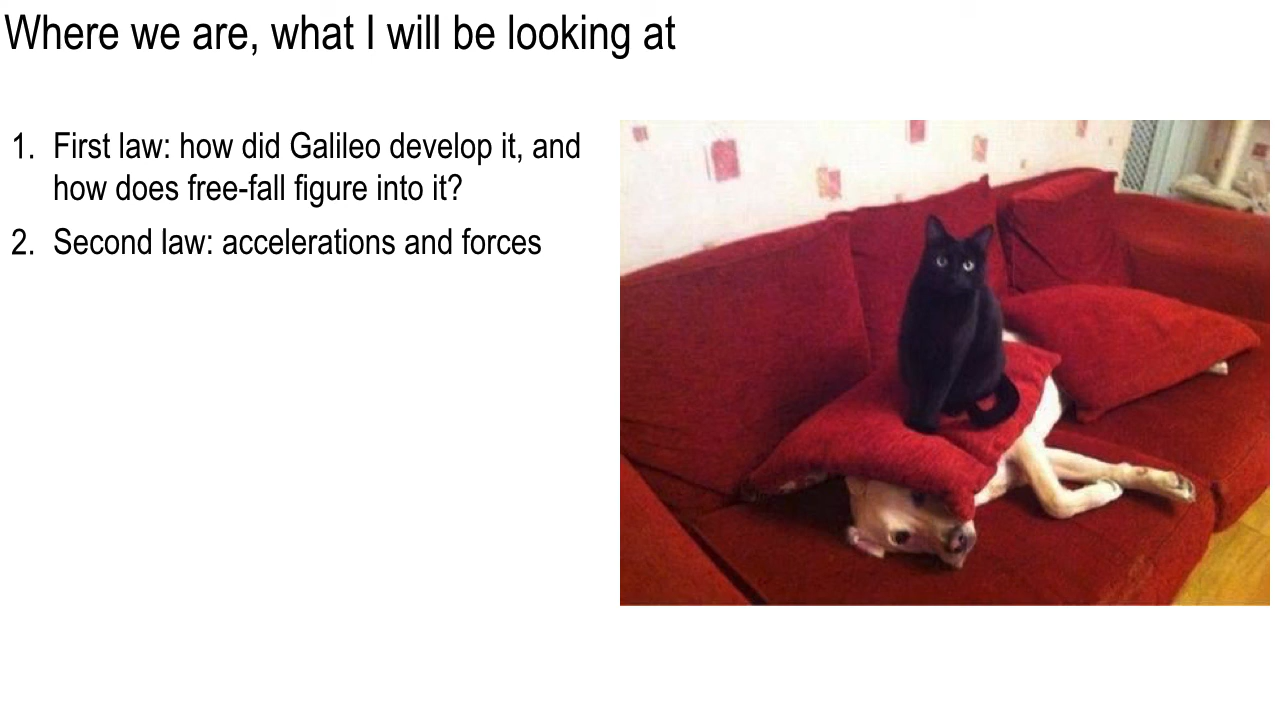 Where we are, what I will be looking at
1. First law: how did Galileo develop it, and
how does free-fall figure into it?
2. Second law: accelerations and forces